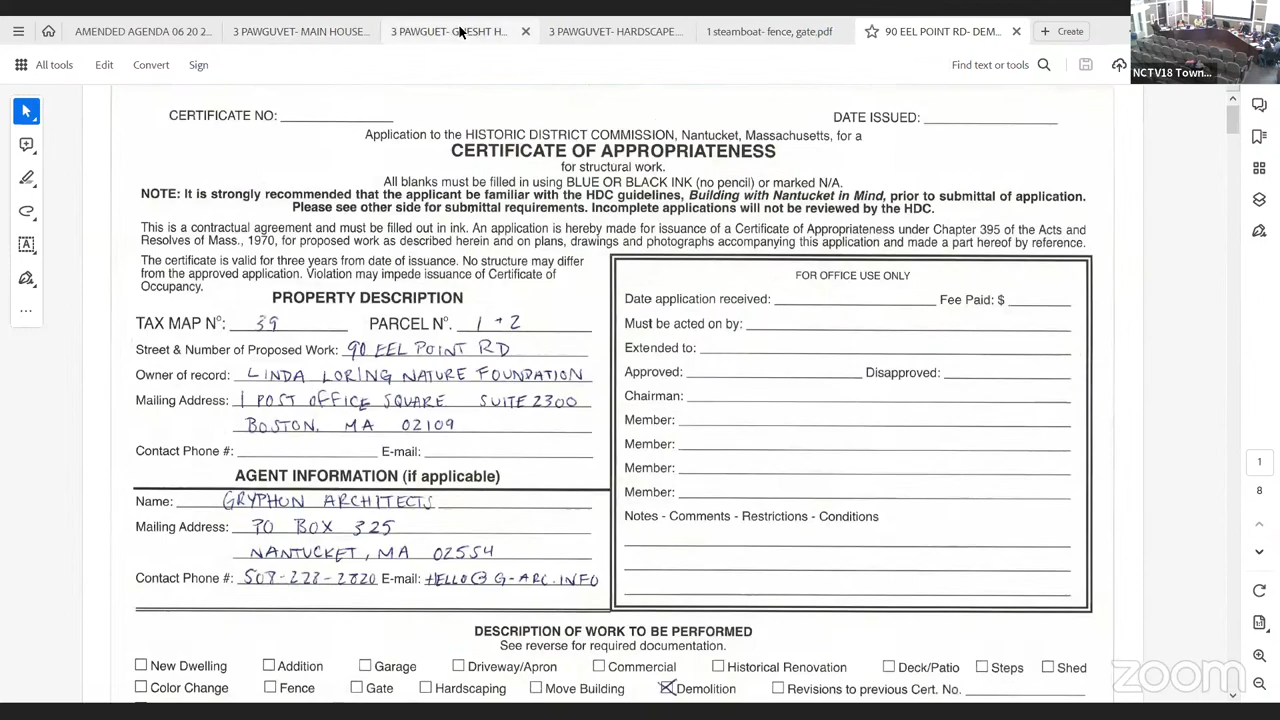 AMENDED AGENDA 06 20 2...
3 PAWGUVET- MAIN HOUSE...
3 PAWGUET- GUESHT H...
3 PAWGUVET- HARDSCAPE...
1 steamboat- fence, gate.pdf
90 EEL POINT RD- DEM...
Create
All tools
Edit
Convert
Sign
Find text or tools
NCTV18 Town...
CERTIFICATE NO:
DATE ISSUED:
Application to the HISTORIC DISTRICT COMMISSION, Nantucket, Massachusetts, for a
CERTIFICATE OF APPROPRIATENESS
for structural work.
All blanks must be filled in using BLUE OR BLACK INK (no pencil) or marked N/A.
NOTE: It is strongly recommended that the applicant be familiar with the HDC guidelines, Building with Nantucket in Mind, prior to submittal of application.
Please see other side for submittal requirements. Incomplete applications will not be reviewed by the HDC.
This is a contractual agreement and must be filled out in ink. An application is hereby made for issuance of a Certificate of Appropriateness under Chapter 395 of the Acts and
Resolves of Mass., 1970, for proposed work as described herein and on plans, drawings and photographs accompanying this application and made a part hereof by reference.
The certificate is valid for three years from date of issuance. No structure may differ
from the approved application. Violation may impede issuance of Certificate of
Occupancy.
PROPERTY DESCRIPTION
TAX MAP Nº: 39 PARCEL Nº. 1 + 2
Street & Number of Proposed Work: 90 EEL POINT RD
Owner of record: LINDA LORING NATURE FOUNDATION
Mailing Address: 1 POST OFFICE SQUARE SUITE 2300
BOSTON, MA 02109
Contact Phone #: E-mail:
AGENT INFORMATION (if applicable)
Name: GRYPHON ARCHITECTS
Mailing Address: PO BOX 325
NANTUCKET, MA 02554
Contact Phone #: 508-228-2820 E-mail: HELLO@G-ARC.INFO
FOR OFFICE USE ONLY
Date application received: Fee Paid: $
Must be acted on by:
Extended to:
Approved: Disapproved:
Chairman:
Member:
Member:
Member:
Member:
Notes - Comments - Restrictions - Conditions
DESCRIPTION OF WORK TO BE PERFORMED
See reverse for required documentation.
New Dwelling Addition Garage Driveway/Apron Commercial Historical Renovation Deck/Patio Steps Shed
Color Change Fence Gate Hardscaping Move Building Demolition Revisions to previous Cert. No.
1
8
zoom